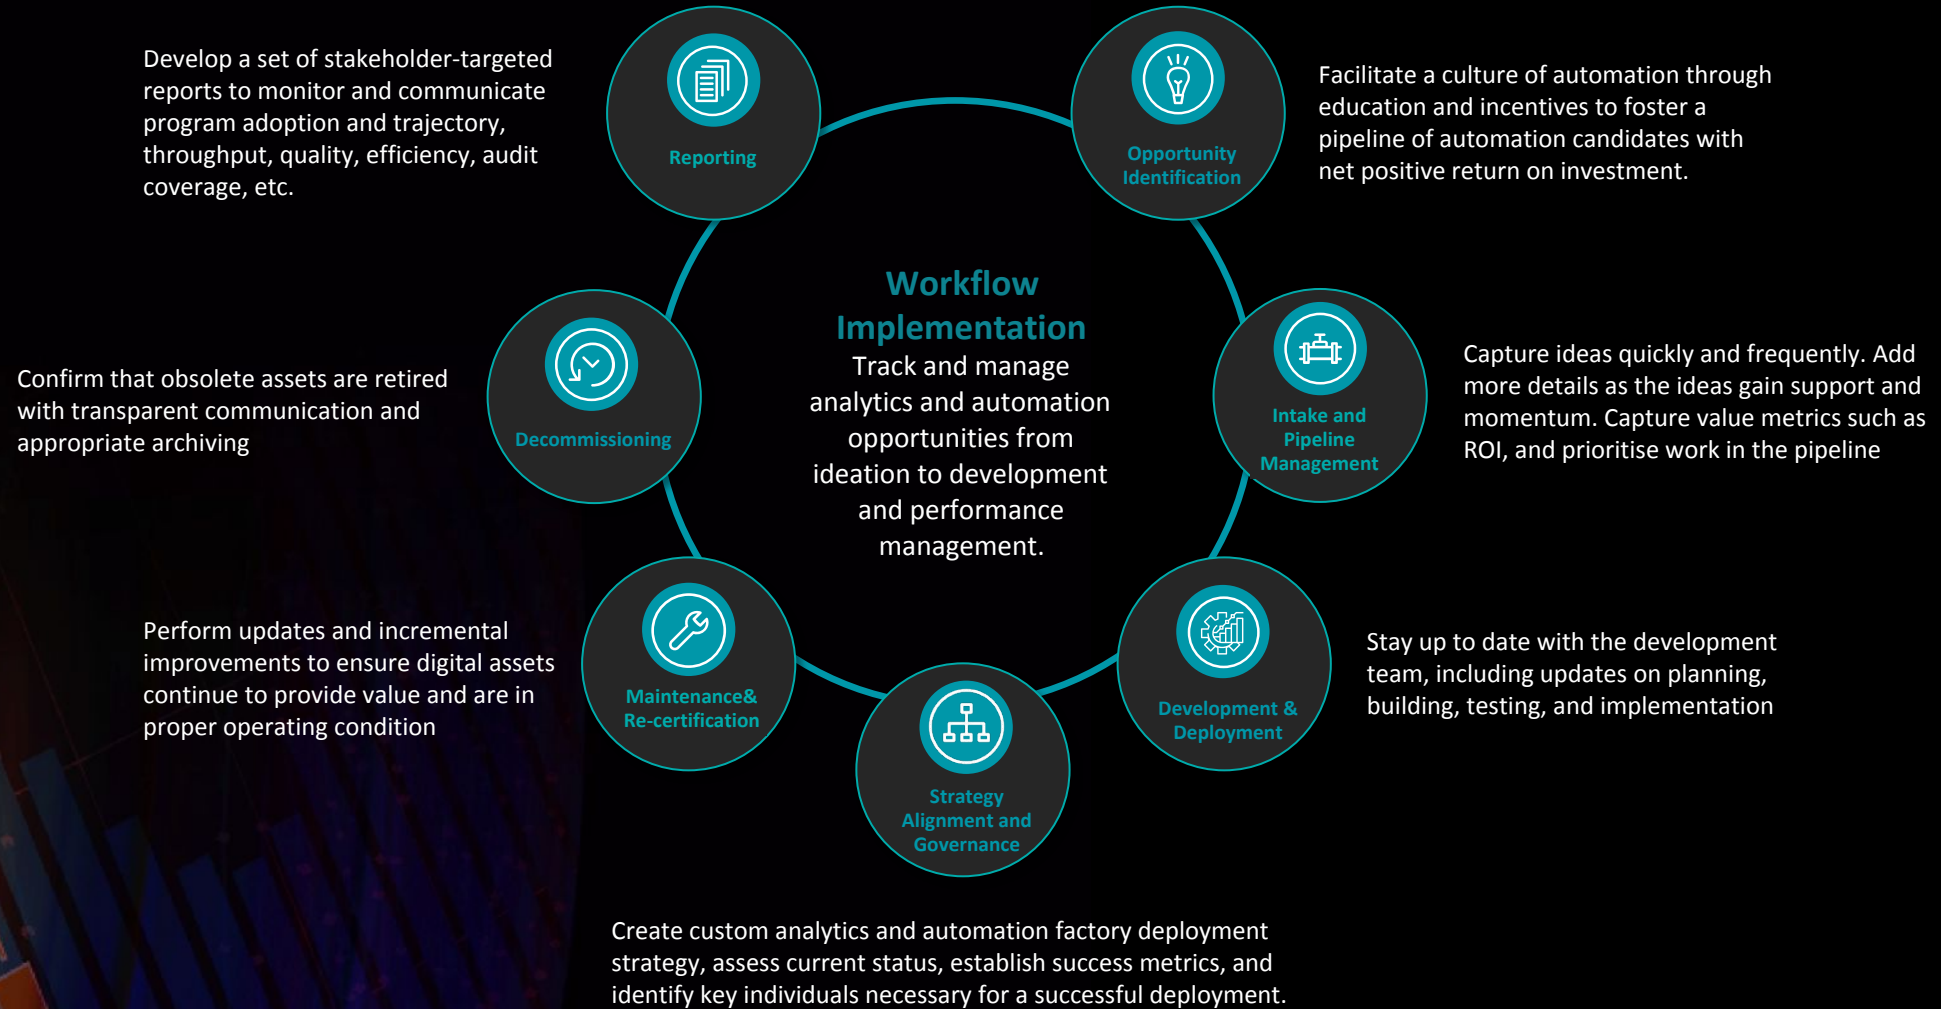 Develop a set of stakeholder-targeted
reports to monitor and communicate
program adoption and trajectory,
throughput, quality, efficiency, audit
coverage, etc.
Reporting
Opportunity
Identification
Facilitate a culture of automation through
education and incentives to foster a
pipeline of automation candidates with
net positive return on investment.
Workflow
Implementation
Track and manage
analytics and automation
opportunities from
ideation to development
and performance
management.
Confirm that obsolete assets are retired
with transparent communication and
appropriate archiving
Decommissioning
Intake and
Pipeline
Management
Capture ideas quickly and frequently. Add
more details as the ideas gain support and
momentum. Capture value metrics such as
ROI, and prioritise work in the pipeline
Perform updates and incremental
improvements to ensure digital assets
continue to provide value and are in
proper operating condition
Maintenance&
Re-certification
Development &
Deployment
Stay up to date with the development
team, including updates on planning,
building, testing, and implementation
Strategy
Alignment and
Governance
Create custom analytics and automation factory deployment
strategy, assess current status, establish success metrics, and
identify key individuals necessary for a successful deployment.